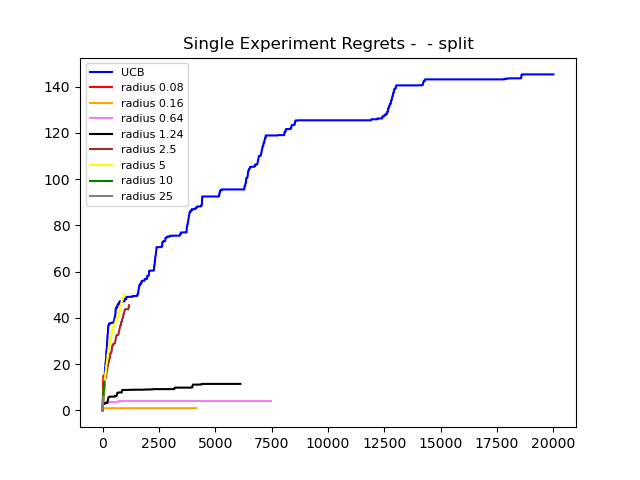 Single Experiment Regrets -  - split
UCB
radius 0.08
radius 0.16
radius 0.64
radius 1.24
radius 2.5
radius 5
radius 10
radius 25
140
120
100
80
60
40
20
0
0 2500 5000 7500 10000 12500 15000 17500 20000